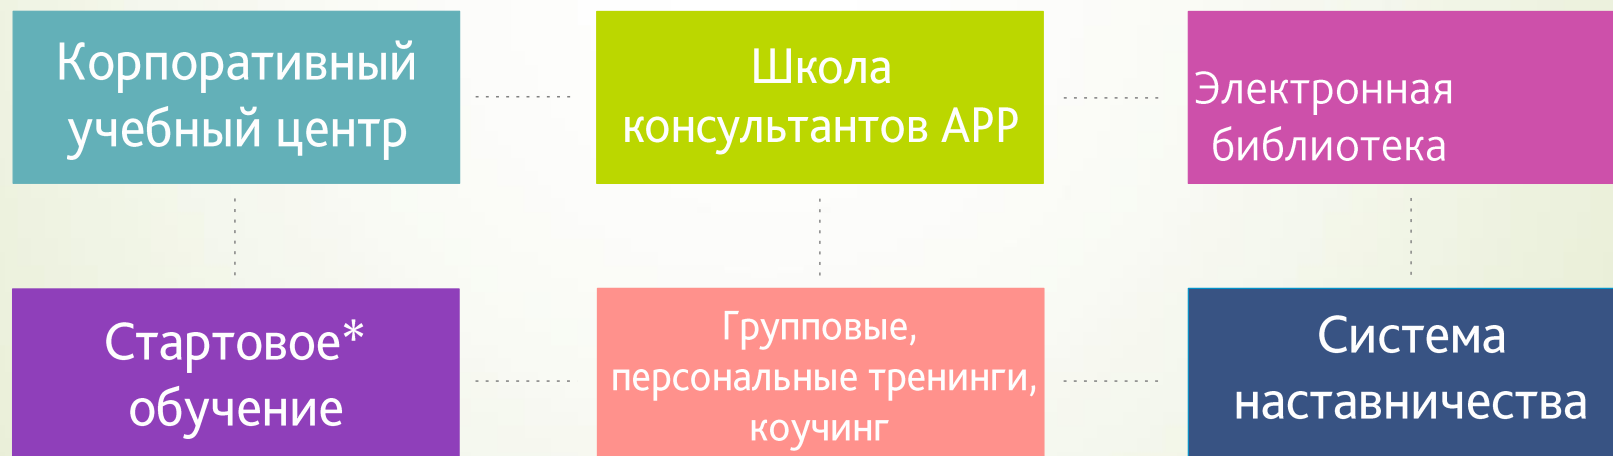 Корпоративный
учебный центр
Школа
консультантов АРР
Электронная
библиотека
Стартовое*
обучение
Групповые,
персональные тренинги,
коучинг
Система
наставничества